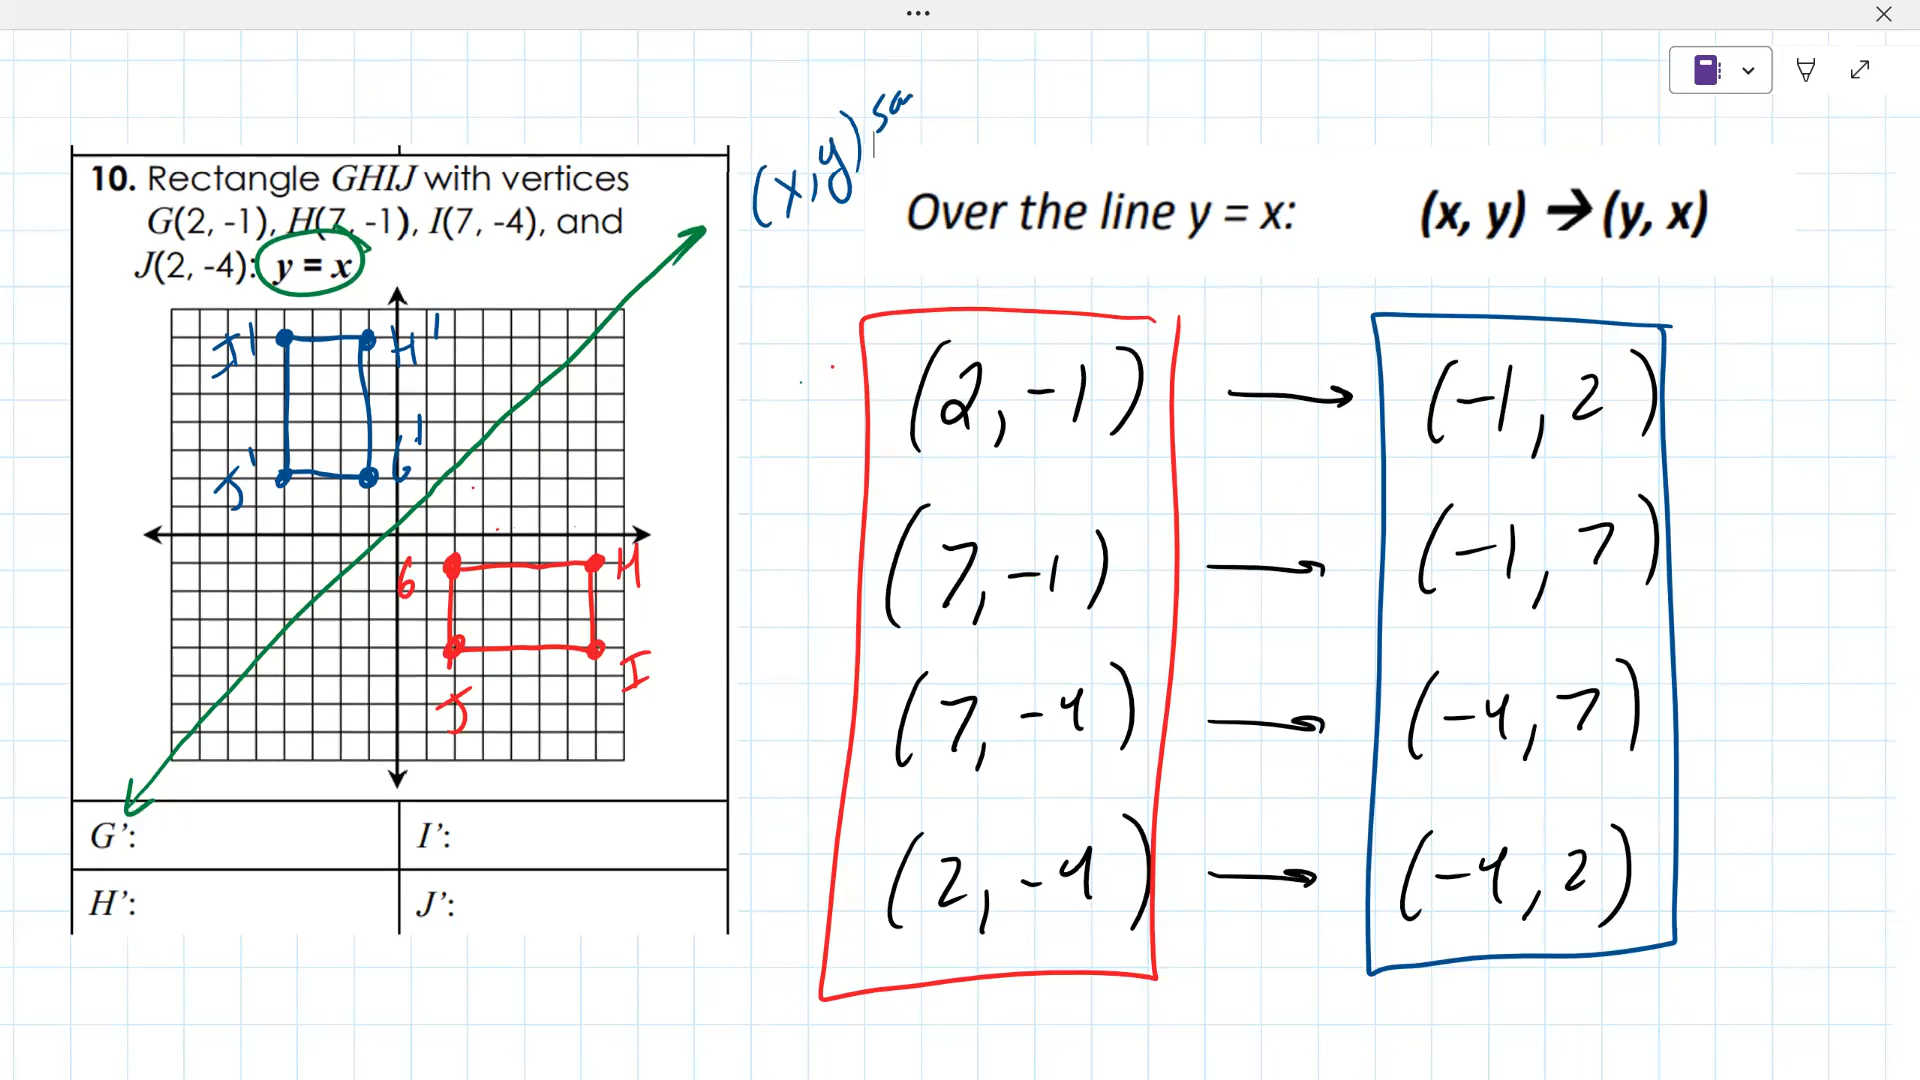 10. Rectangle GHIJ with vertices
G(2, -1), H(7, -1), I(7, -4), and
J(2, -4): y = x
(x,y)
Over the line y = x: (x, y) → (y, x)
J' H'
J' G'
G H
J I
(2, -1) → (-1, 2)
(7, -1) → (-1, 7)
(7, -4) → (-4, 7)
(2, -4) → (-4, 2)
G': I':
H': J':